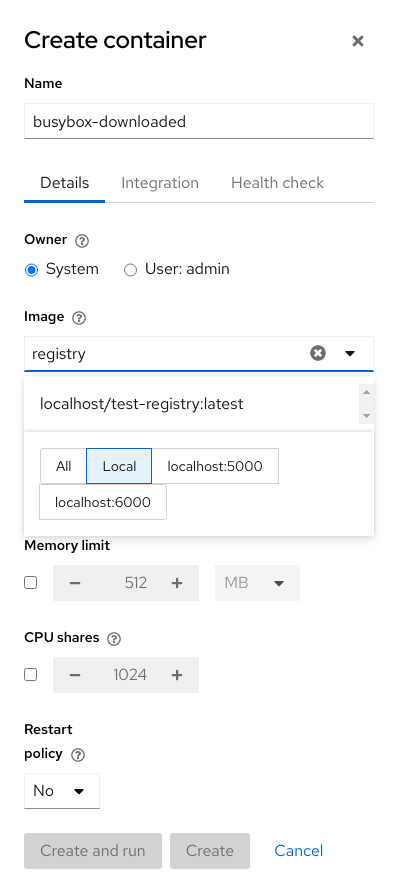 Create container
Name
busybox-downloaded
Details Integration Health check
Owner
System User: admin
Image
registry
localhost/test-registry:latest
All Local localhost:5000
localhost:6000
Memory limit
512 MB
CPU shares
1024
Restart
policy
No
Create and run Create Cancel